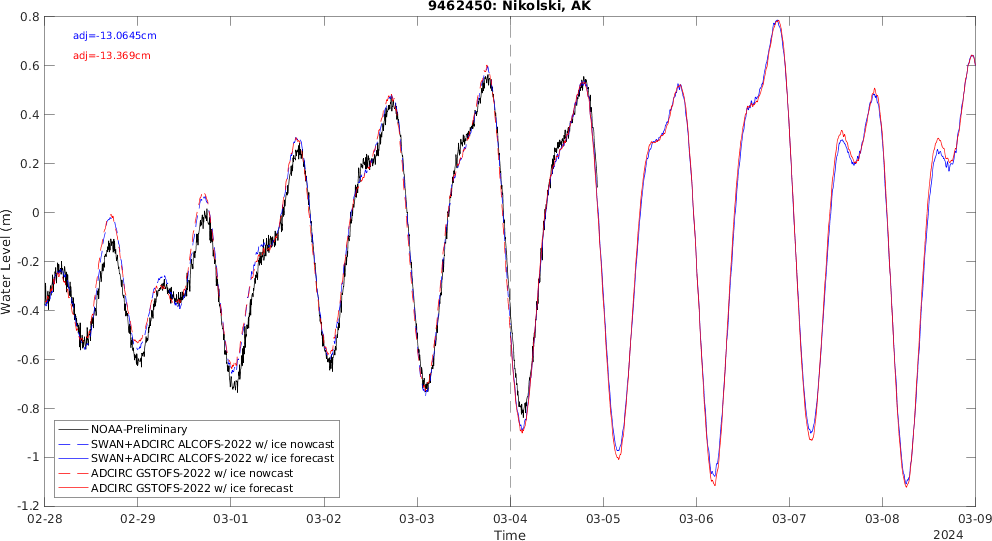 9462450: Nikolski, AK
adj=-13.0645cm
adj=-13.369cm
0.8
0.6
0.4
0.2
0
-0.2
-0.4
-0.6
-0.8
-1
-1.2
Water Level (m)
NOAA-Preliminary
SWAN+ADCIRC ALCOFS-2022 w/ ice nowcast
SWAN+ADCIRC ALCOFS-2022 w/ ice forecast
ADCIRC GSTOFS-2022 w/ ice nowcast
ADCIRC GSTOFS-2022 w/ ice forecast
02-28 02-29 03-01 03-02 03-03 03-04 03-05 03-06 03-07 03-08 03-09
Time
2024